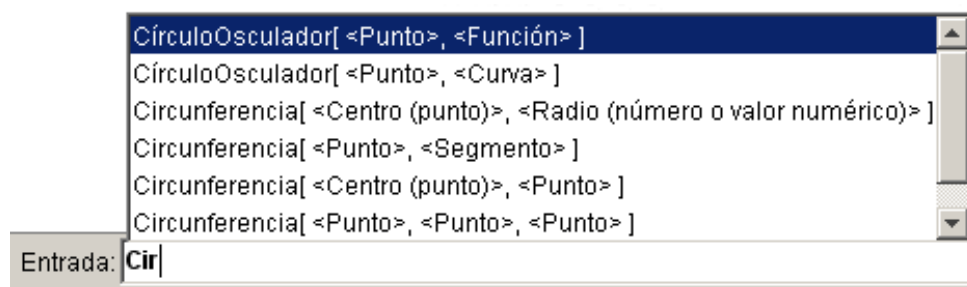 CírculoOsculador[ <Punto>, <Función> ]
CírculoOsculador[ <Punto>, <Curva> ]
Circunferencia[ <Centro (punto)>, <Radio (número o valor numérico)> ]
Circunferencia[ <Punto>, <Segmento> ]
Circunferencia[ <Centro (punto)>, <Punto> ]
Circunferencia[ <Punto>, <Punto>, <Punto> ]
Entrada: Cir